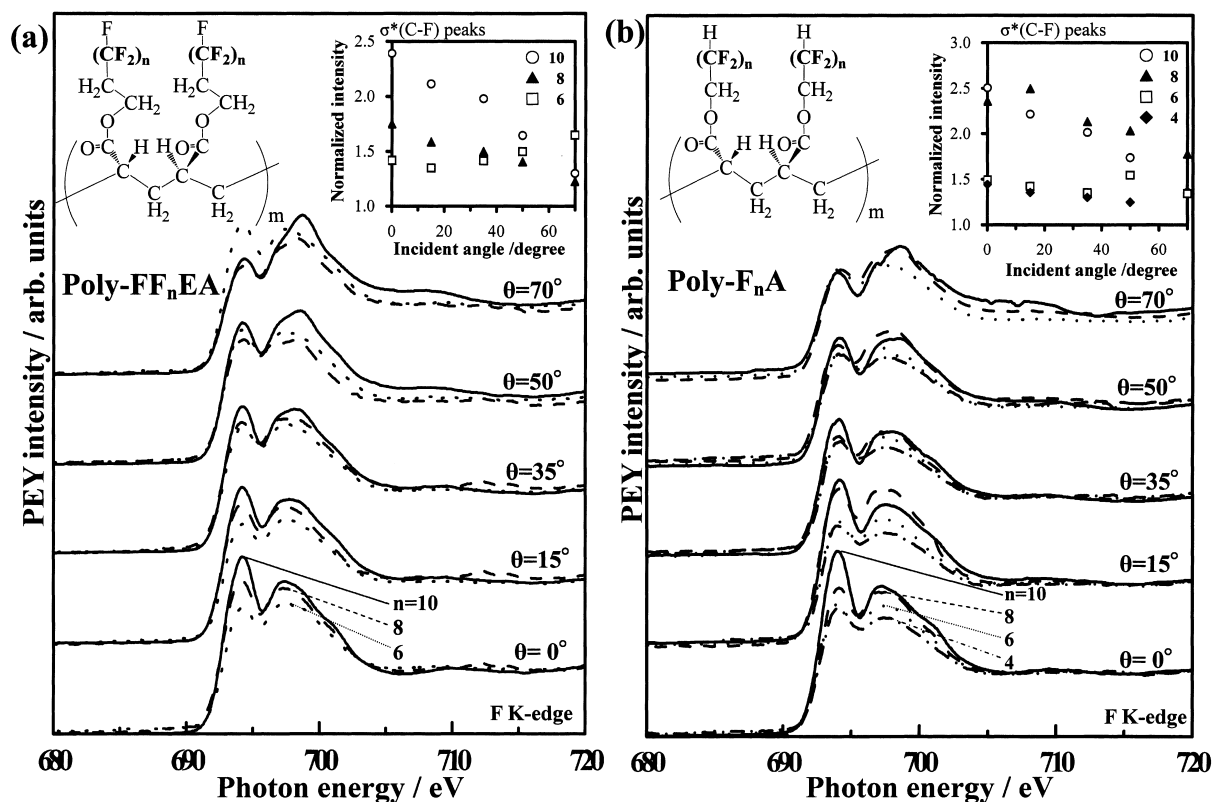 (a)
F
F
(CF2)n
(CF2)n
H2C
H2C
CH2
CH2
O
O
O
O
H
H
C
C
C
C
C
C
H2
H2
m
σ*(C-F) peaks
Normalized intensity
2.5
2.0
1.5
1.0
10
8
6
0
20
40
60
Incident angle /degree
Poly-FFnEA
θ=70°
θ=50°
θ=35°
θ=15°
θ= 0°
n=10
8
6
F K-edge
PEY intensity / arb. units
680
690
700
710
720
Photon energy / eV
(b)
H
H
(CF2)n
(CF2)n
CH2
CH2
O
O
O
O
H
H
C
C
C
C
C
C
H2
H2
m
σ*(C-F) peaks
Normalized intensity
3.0
2.5
2.0
1.5
1.0
10
8
6
4
0
20
40
60
Incident angle /degree
Poly-FnA
θ=70°
θ=50°
θ=35°
θ=15°
θ= 0°
n=10
8
6
4
F K-edge
PEY intensity / arb. units
680
690
700
710
720
Photon energy / eV